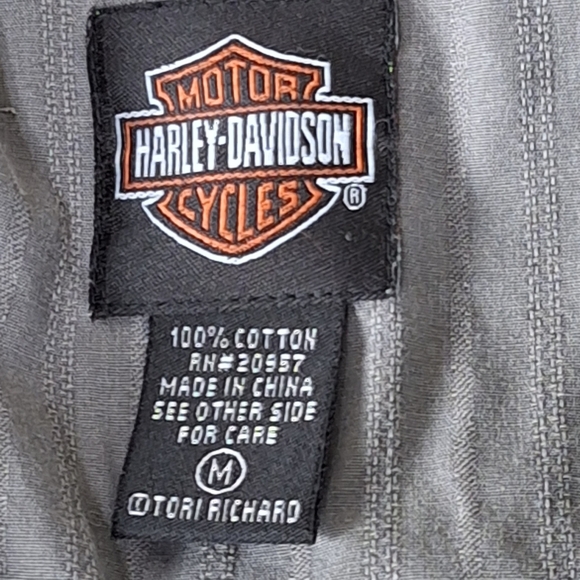 MOTOR
HARLEY-DAVIDSON
CYCLES
®
100% COTTON
RN#20957
MADE IN CHINA
SEE OTHER SIDE
FOR CARE
M
©TORI RICHARD